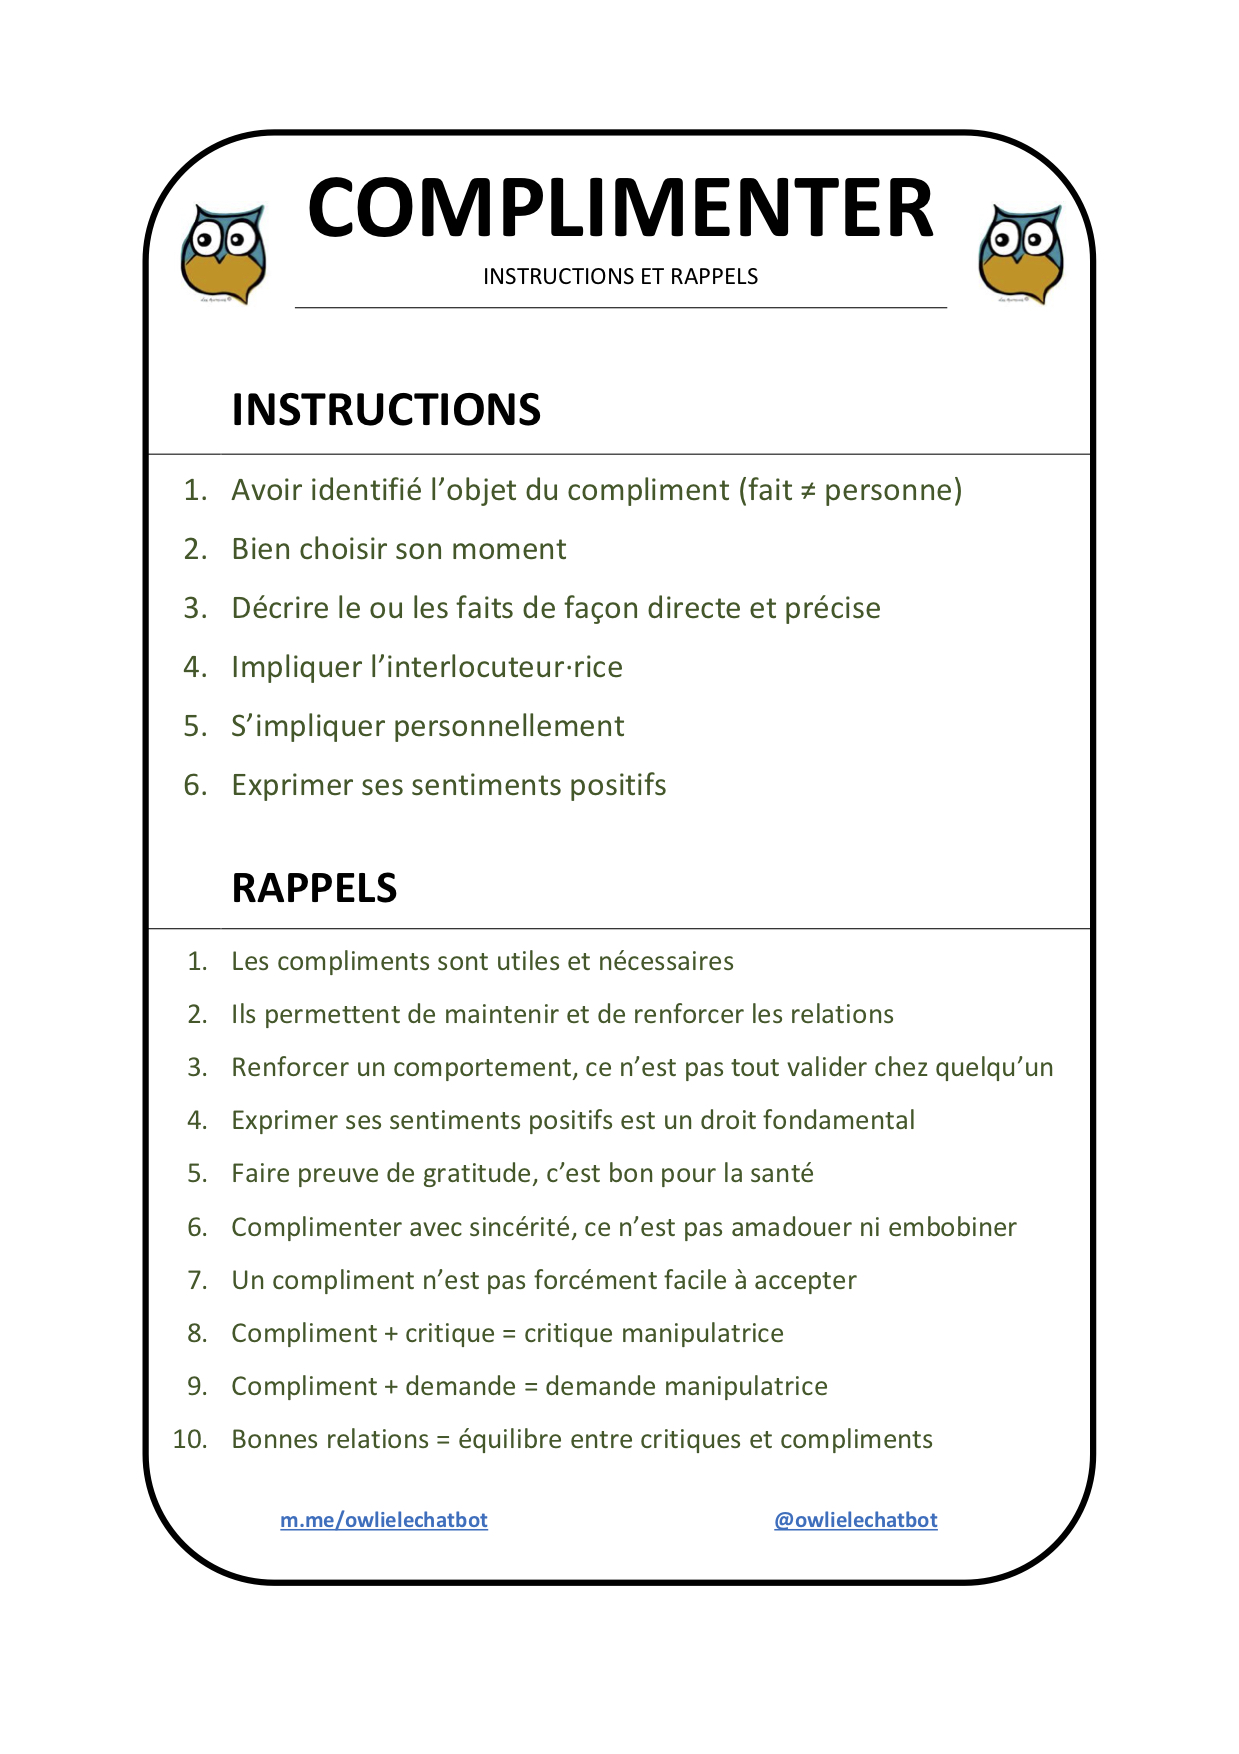 COMPLIMENTER
INSTRUCTIONS ET RAPPELS
INSTRUCTIONS
1. Avoir identifié l’objet du compliment (fait ≠ personne)
2. Bien choisir son moment
3. Décrire le ou les faits de façon directe et précise
4. Impliquer l’interlocuteur·rice
5. S’impliquer personnellement
6. Exprimer ses sentiments positifs
RAPPELS
1. Les compliments sont utiles et nécessaires
2. Ils permettent de maintenir et de renforcer les relations
3. Renforcer un comportement, ce n’est pas tout valider chez quelqu’un
4. Exprimer ses sentiments positifs est un droit fondamental
5. Faire preuve de gratitude, c’est bon pour la santé
6. Complimenter avec sincérité, ce n’est pas amadouer ni embobiner
7. Un compliment n’est pas forcément facile à accepter
8. Compliment + critique = critique manipulatrice
9. Compliment + demande = demande manipulatrice
10. Bonnes relations = équilibre entre critiques et compliments
m.me/owlielechatbot @owlielechatbot